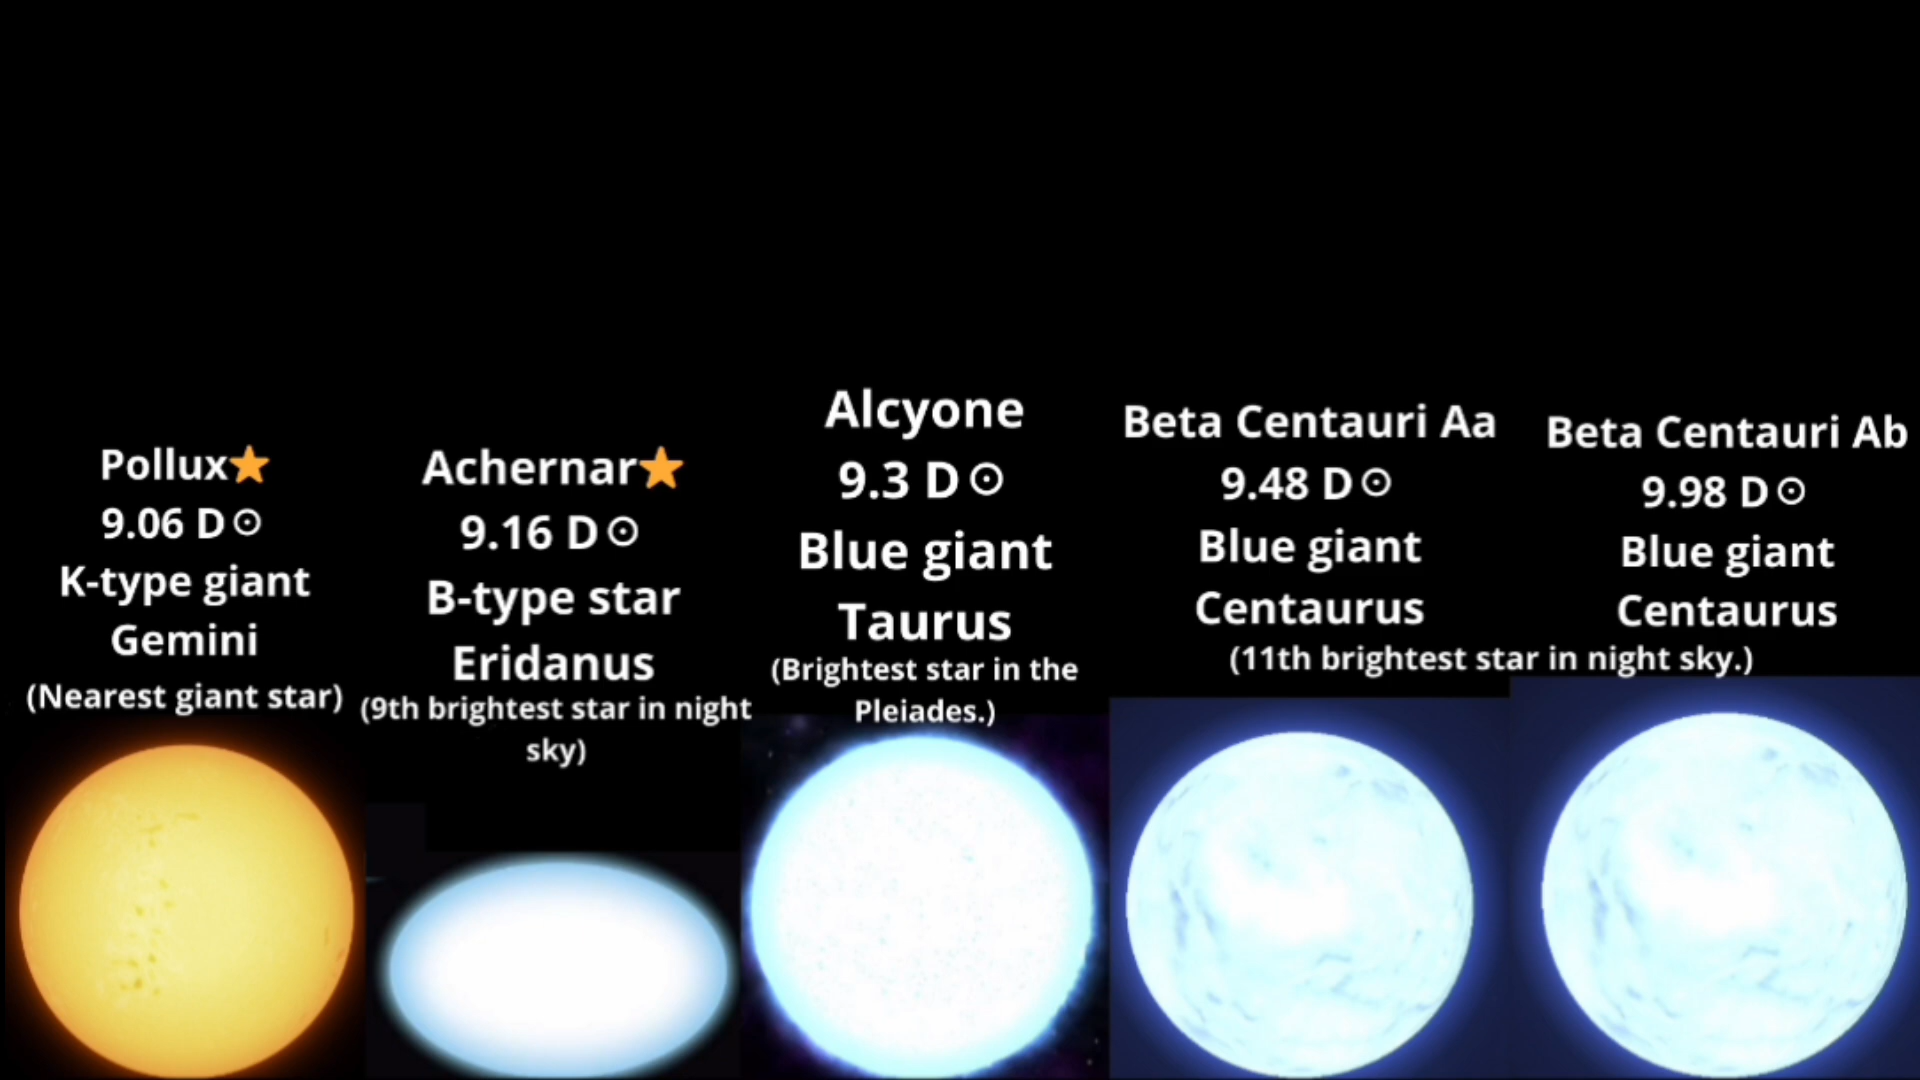 Pollux⭐
9.06 D☉
K-type giant
Gemini
(Nearest giant star)
Achernar⭐
9.16 D☉
B-type star
Eridanus
(9th brightest star in night
sky)
Alcyone
9.3 D☉
Blue giant
Taurus
(Brightest star in the
Pleiades.)
Beta Centauri Aa
9.48 D☉
Blue giant
Centaurus
Beta Centauri Ab
9.98 D☉
Blue giant
Centaurus
(11th brightest star in night sky.)